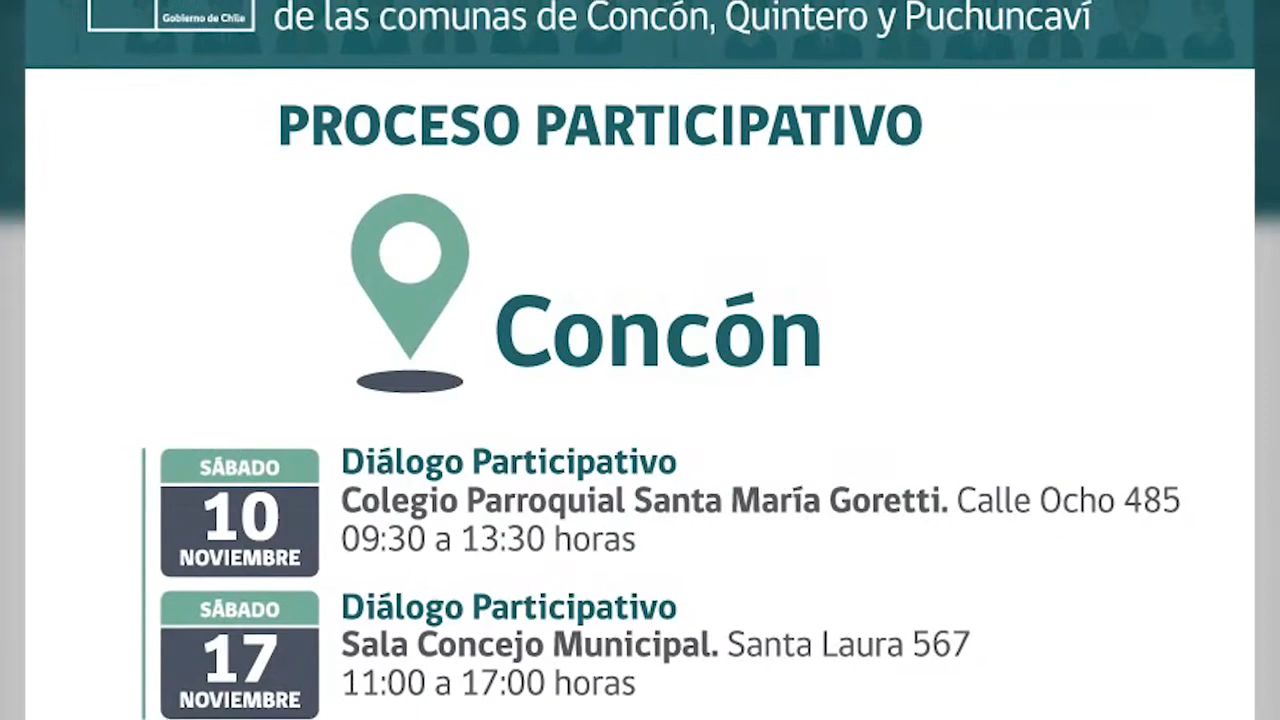 Gobierno de Chile
de las comunas de Concón, Quintero y Puchuncaví
PROCESO PARTICIPATIVO
Concón
SÁBADO
10
NOVIEMBRE
Diálogo Participativo
Colegio Parroquial Santa María Goretti. Calle Ocho 485
09:30 a 13:30 horas
SÁBADO
17
NOVIEMBRE
Diálogo Participativo
Sala Concejo Municipal. Santa Laura 567
11:00 a 17:00 horas